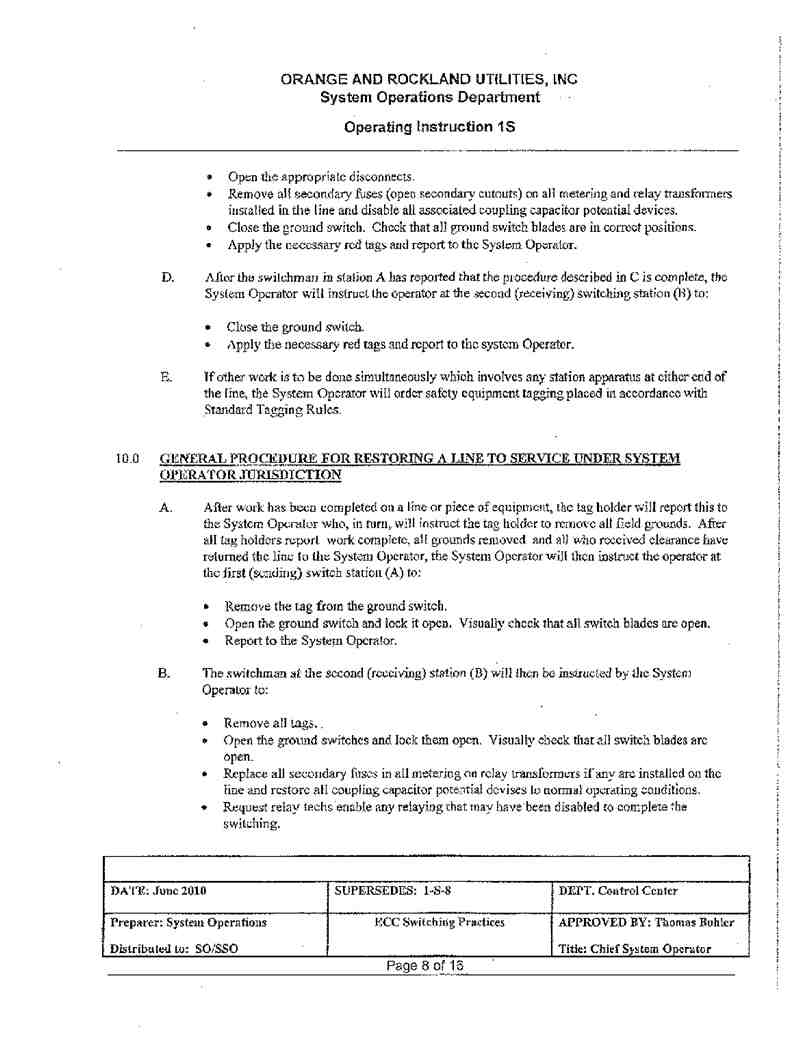 ORANGE AND ROCKLAND UTILITIES, INC
System Operations Department
Operating Instruction 1S
• Open the appropriate disconnects.
• Remove all secondary fuses (open secondary cutouts) on all metering and relay transformers
installed in the line and disable all associated coupling capacitor potential devices.
• Close the ground switch. Check that all ground switch blades are in correct positions.
• Apply the necessary red tags and report to the System Operator.
D. After the switchman in station A has reported that the procedure described in C is complete, the
System Operator will instruct the operator at the second (receiving) switching station (B) to:
• Close the ground switch.
• Apply the necessary red tags and report to the system Operator.
E. If other work is to be done simultaneously which involves any station apparatus at either end of
the line, the System Operator will order safety equipment tagging placed in accordance with
Standard Tagging Rules.
10.0 GENERAL PROCEDURE FOR RESTORING A LINE TO SERVICE UNDER SYSTEM
OPERATOR JURISDICTION
A. After work has been completed on a line or piece of equipment, the tag holder will report this to
the System Operator who, in turn, will instruct the tag holder to remove all field grounds. After
all tag holders report work complete, all grounds removed and all who received clearance have
returned the line to the System Operator, the System Operator will then instruct the operator at
the first (sending) switch station (A) to:
• Remove the tag from the ground switch.
• Open the ground switch and lock it open. Visually check that all switch blades are open.
• Report to the System Operator.
B. The switchman at the second (receiving) station (B) will then be instructed by the System
Operator to:
• Remove all tags.
• Open the ground switches and lock them open. Visually check that all switch blades are
open.
• Replace all secondary fuses in all metering on relay transformers if any are installed on the
line and restore all coupling capacitor potential devises to normal operating conditions.
• Request relay techs enable any relaying that may have been disabled to complete the
switching.
DATE: June 2010 SUPERSEDES: 1-S-8 DEPT. Control Center
Preparer: System Operations ECC Switching Practices APPROVED BY: Thomas Buhler
Distributed to: SO/SSO Title: Chief System Operator
Page 8 of 16